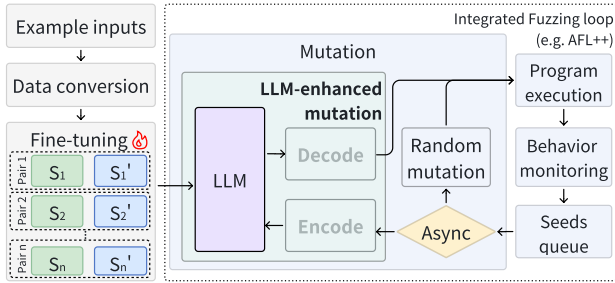 Example inputs
Data conversion
Fine-tuning
Pair 1
S1
S1'
Pair 2
S2
S2'
Pair n
Sn
Sn'
Integrated Fuzzing loop
(e.g. AFL++)
Mutation
LLM-enhanced
mutation
LLM
Decode
Encode
Random
mutation
Async
Program
execution
Behavior
monitoring
Seeds
queue